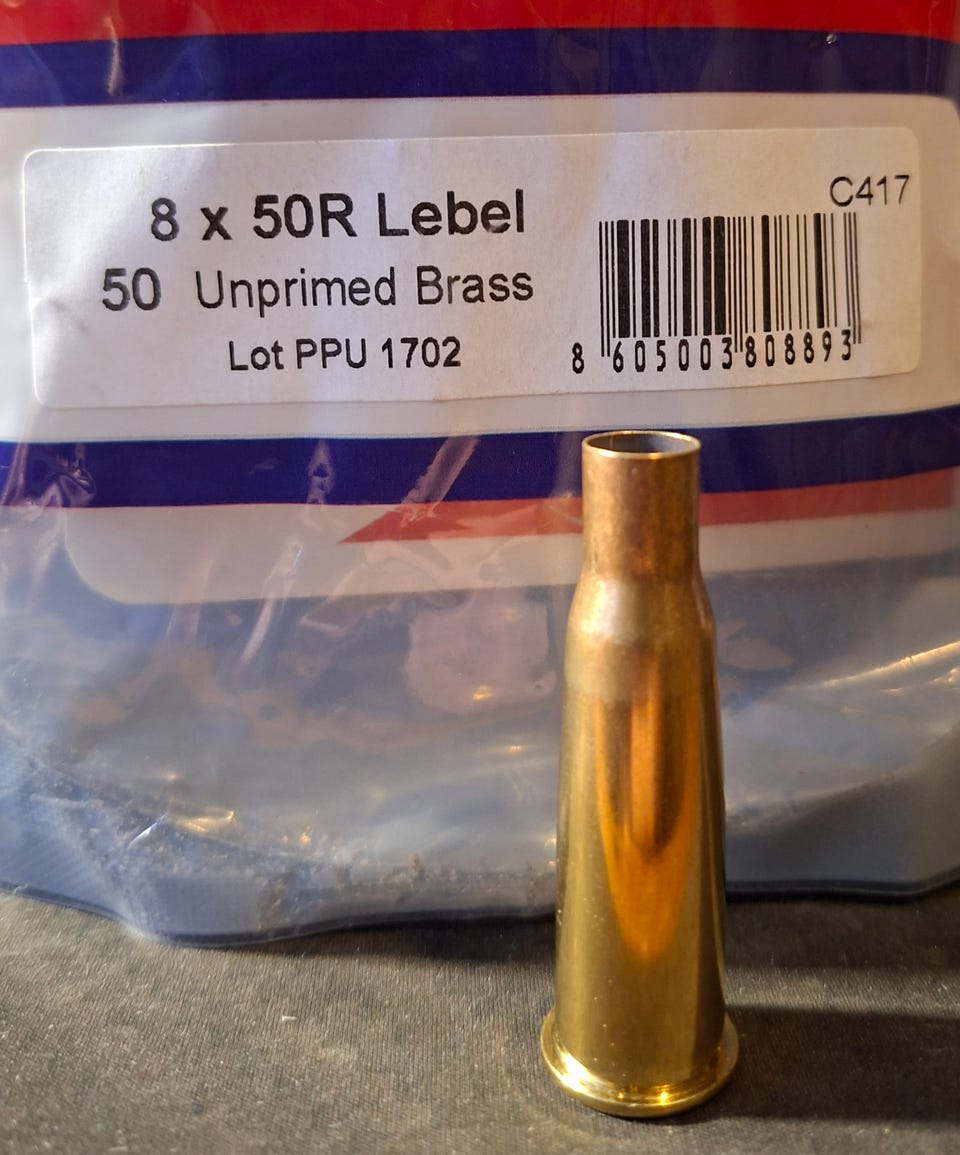 C417
8 x 50R Lebel
50 Unprimed Brass
Lot PPU 1702
8 605003 808893